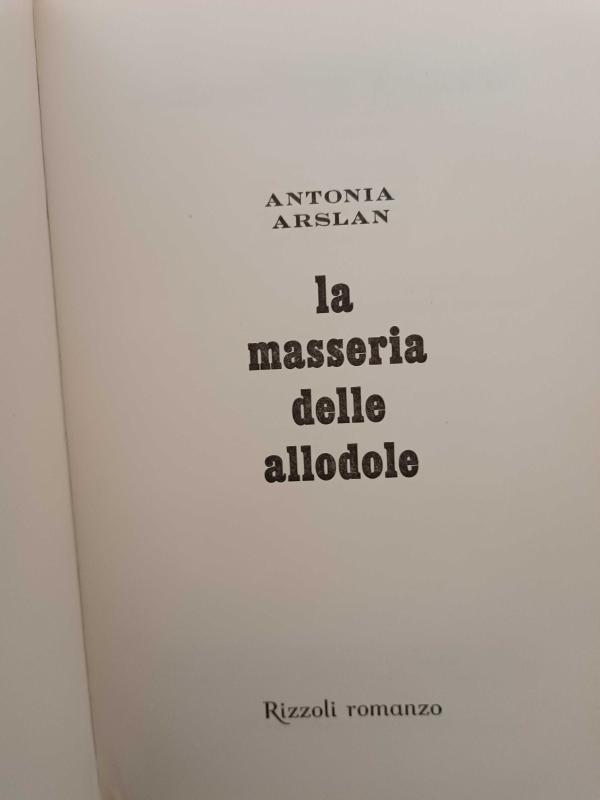 ANTONIA
ARSLAN
la
masseria
delle
allodole
Rizzoli romanzo